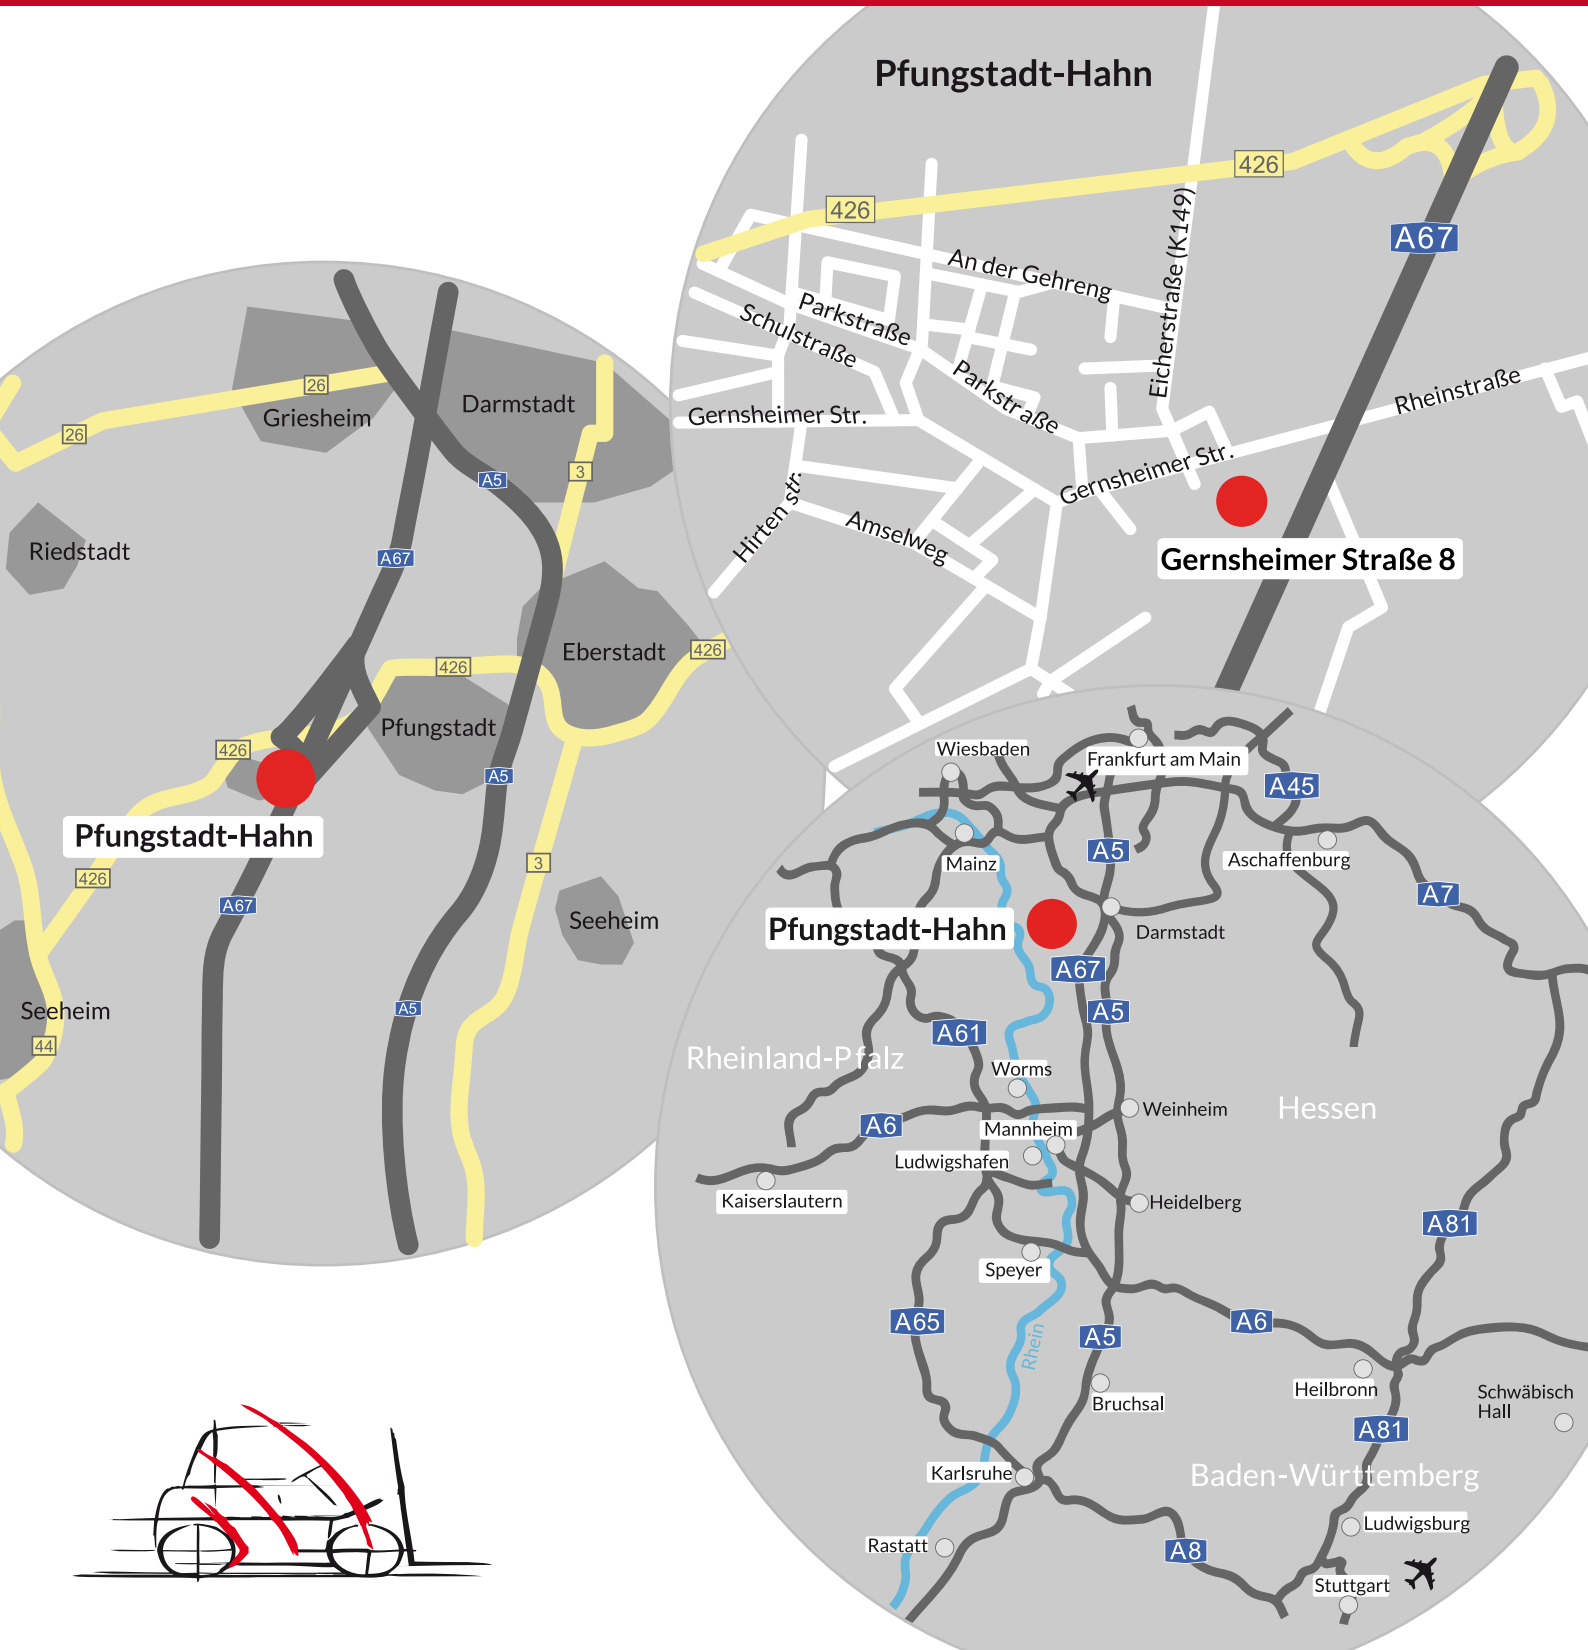 Pfungstadt-Hahn
426
426
A67
An der Gehreng
Eicherstraße (K149)
Parkstraße
Schulstraße
Parkstraße
Rheinstraße
Gernsheimer Str.
Gernsheimer Str.
Hirten str.
Amselweg
Gernsheimer Straße 8
26
Griesheim
Darmstadt
26
3
A5
Riedstadt
A67
Eberstadt
426
426
Pfungstadt
426
A5
Pfungstadt-Hahn
426
3
A67
Seeheim
A5
Seeheim
44
Wiesbaden
Frankfurt am Main
A45
Mainz
A5
Aschaffenburg
A7
Pfungstadt-Hahn
Darmstadt
A67
A5
A61
Rheinland-Pfalz
Worms
Hessen
Weinheim
A6
Mannheim
Ludwigshafen
Kaiserslautern
Heidelberg
A81
Speyer
A65
A6
A5
Rhein
Heilbronn
Schwäbisch
Hall
Bruchsal
A81
Karlsruhe
Baden-Württemberg
Ludwigsburg
Rastatt
A8
Stuttgart